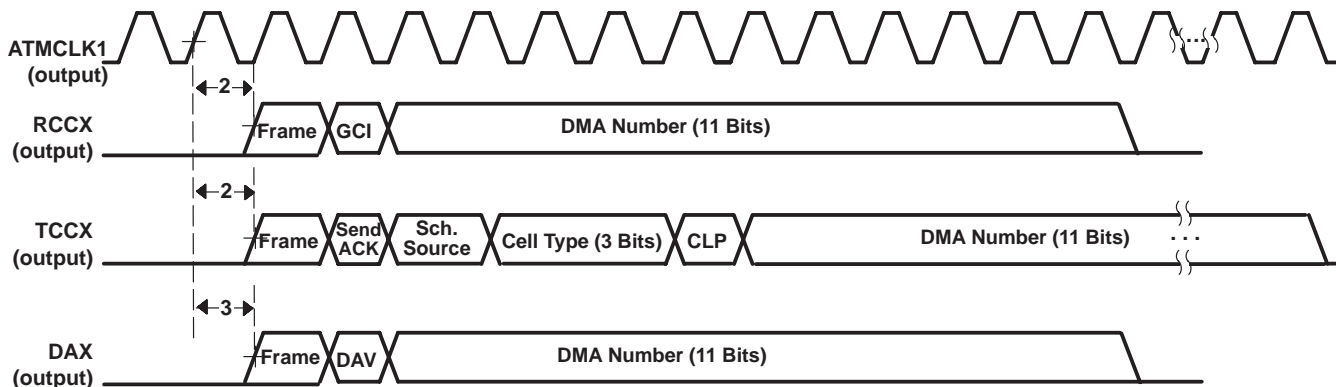 ATMCLK1
(output)
...
2
RCCX
(output)
Frame
GCI
DMA Number (11 Bits)
2
TCCX
(output)
Frame
Send
ACK
Sch.
Source
Cell Type (3 Bits)
CLP
DMA Number (11 Bits)
. . .
3
DAX
(output)
Frame
DAV
DMA Number (11 Bits)